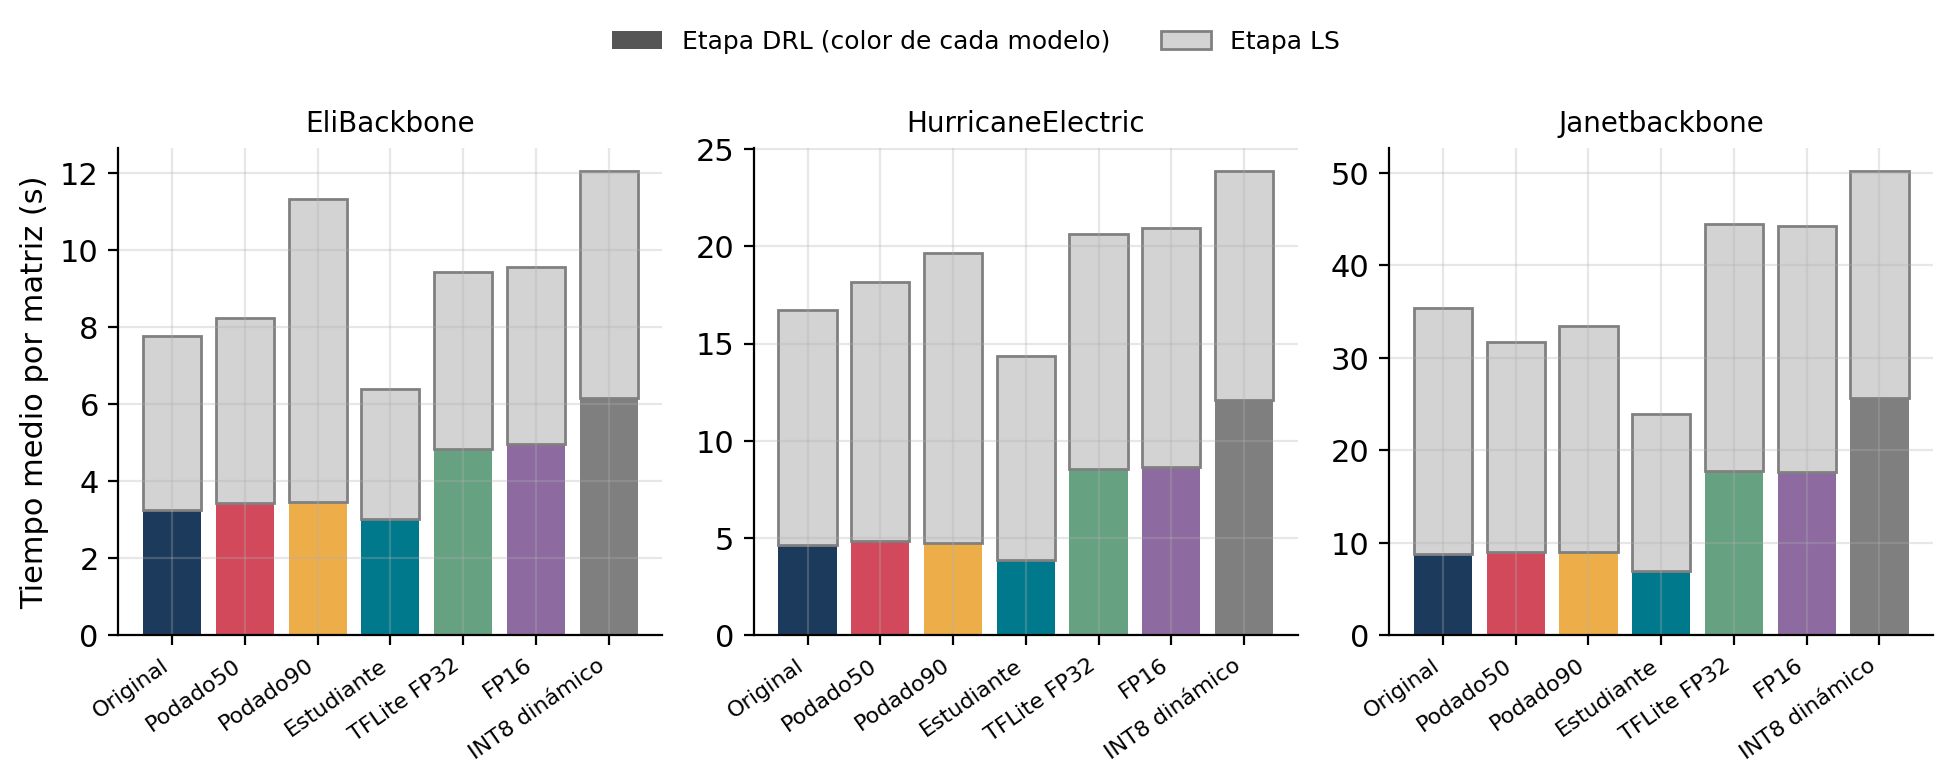 Etapa DRL (color de cada modelo) Etapa LS
EliBackbone
Tiempo medio por matriz (s)
12
10
8
6
4
2
0
Original
Podado50
Podado90
Estudiante
TFLite FP32
FP16
INT8 dinámico
HurricaneElectric
25
20
15
10
5
0
Original
Podado50
Podado90
Estudiante
TFLite FP32
FP16
INT8 dinámico
Janetbackbone
50
40
30
20
10
0
Original
Podado50
Podado90
Estudiante
TFLite FP32
FP16
INT8 dinámico